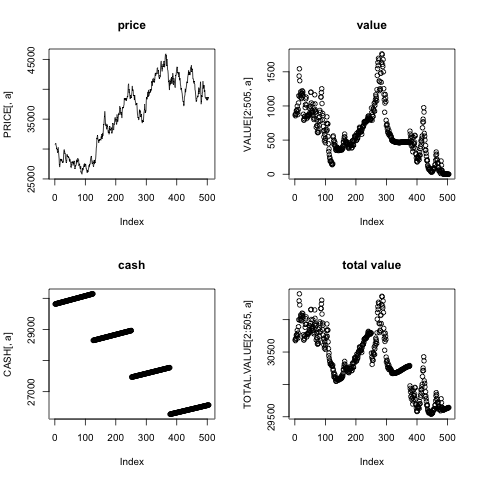 price
PRICE[, a]
25000
35000
45000
0
100
200
300
400
500
Index
value
VALUE[2:505, a]
0
500
1000
1500
0
100
200
300
400
500
Index
cash
CASH[, a]
27000
29000
0
100
200
300
400
500
Index
total value
TOTAL.VALUE[2:505, a]
29500
30500
0
100
200
300
400
500
Index